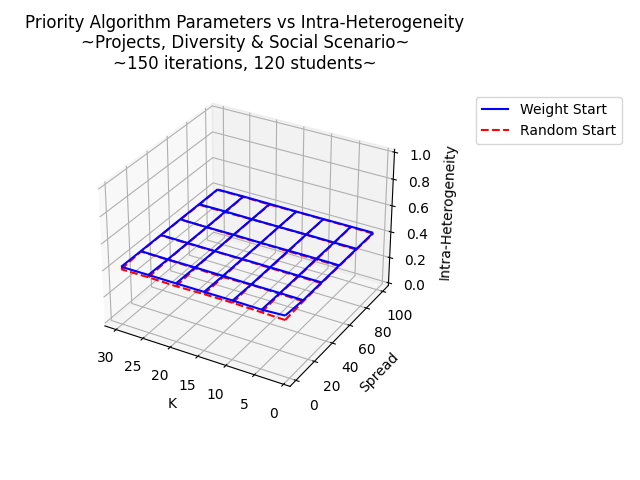 Priority Algorithm Parameters vs Intra-Heterogeneity
~Projects, Diversity & Social Scenario~
~150 iterations, 120 students~
Weight Start
Random Start
1.0
0.8
0.6
0.4
0.2
0.0
Intra-Heterogeneity
100
80
60
40
20
0
Spread
30
25
20
15
10
5
0
K